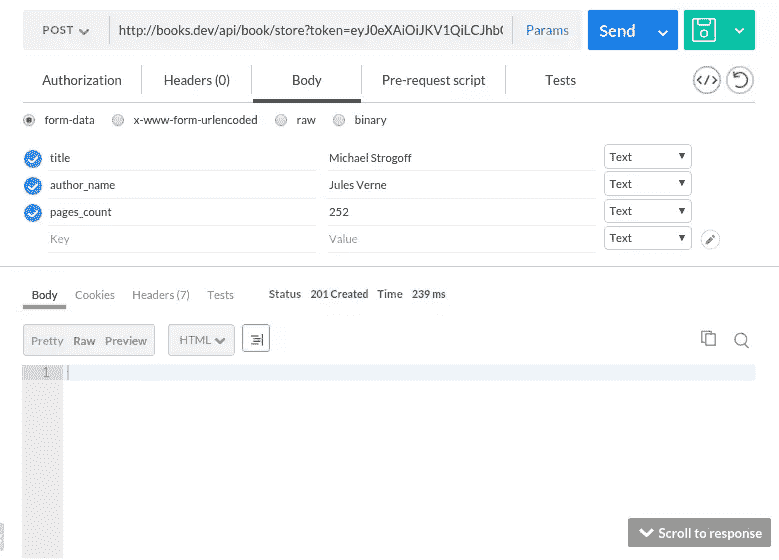 POST http://books.dev/api/book/store?token=eyJ0eXAiOiJKV1QiLCJhb Params Send
Authorization Headers (0) Body Pre-request script Tests
form-data x-www-form-urlencoded raw binary
title Michael Strogoff Text
author_name Jules Verne Text
pages_count 252 Text
Key Value Text
Body Cookies Headers (7) Tests Status 201 Created Time 239 ms
Pretty Raw Preview HTML
1
Scroll to response